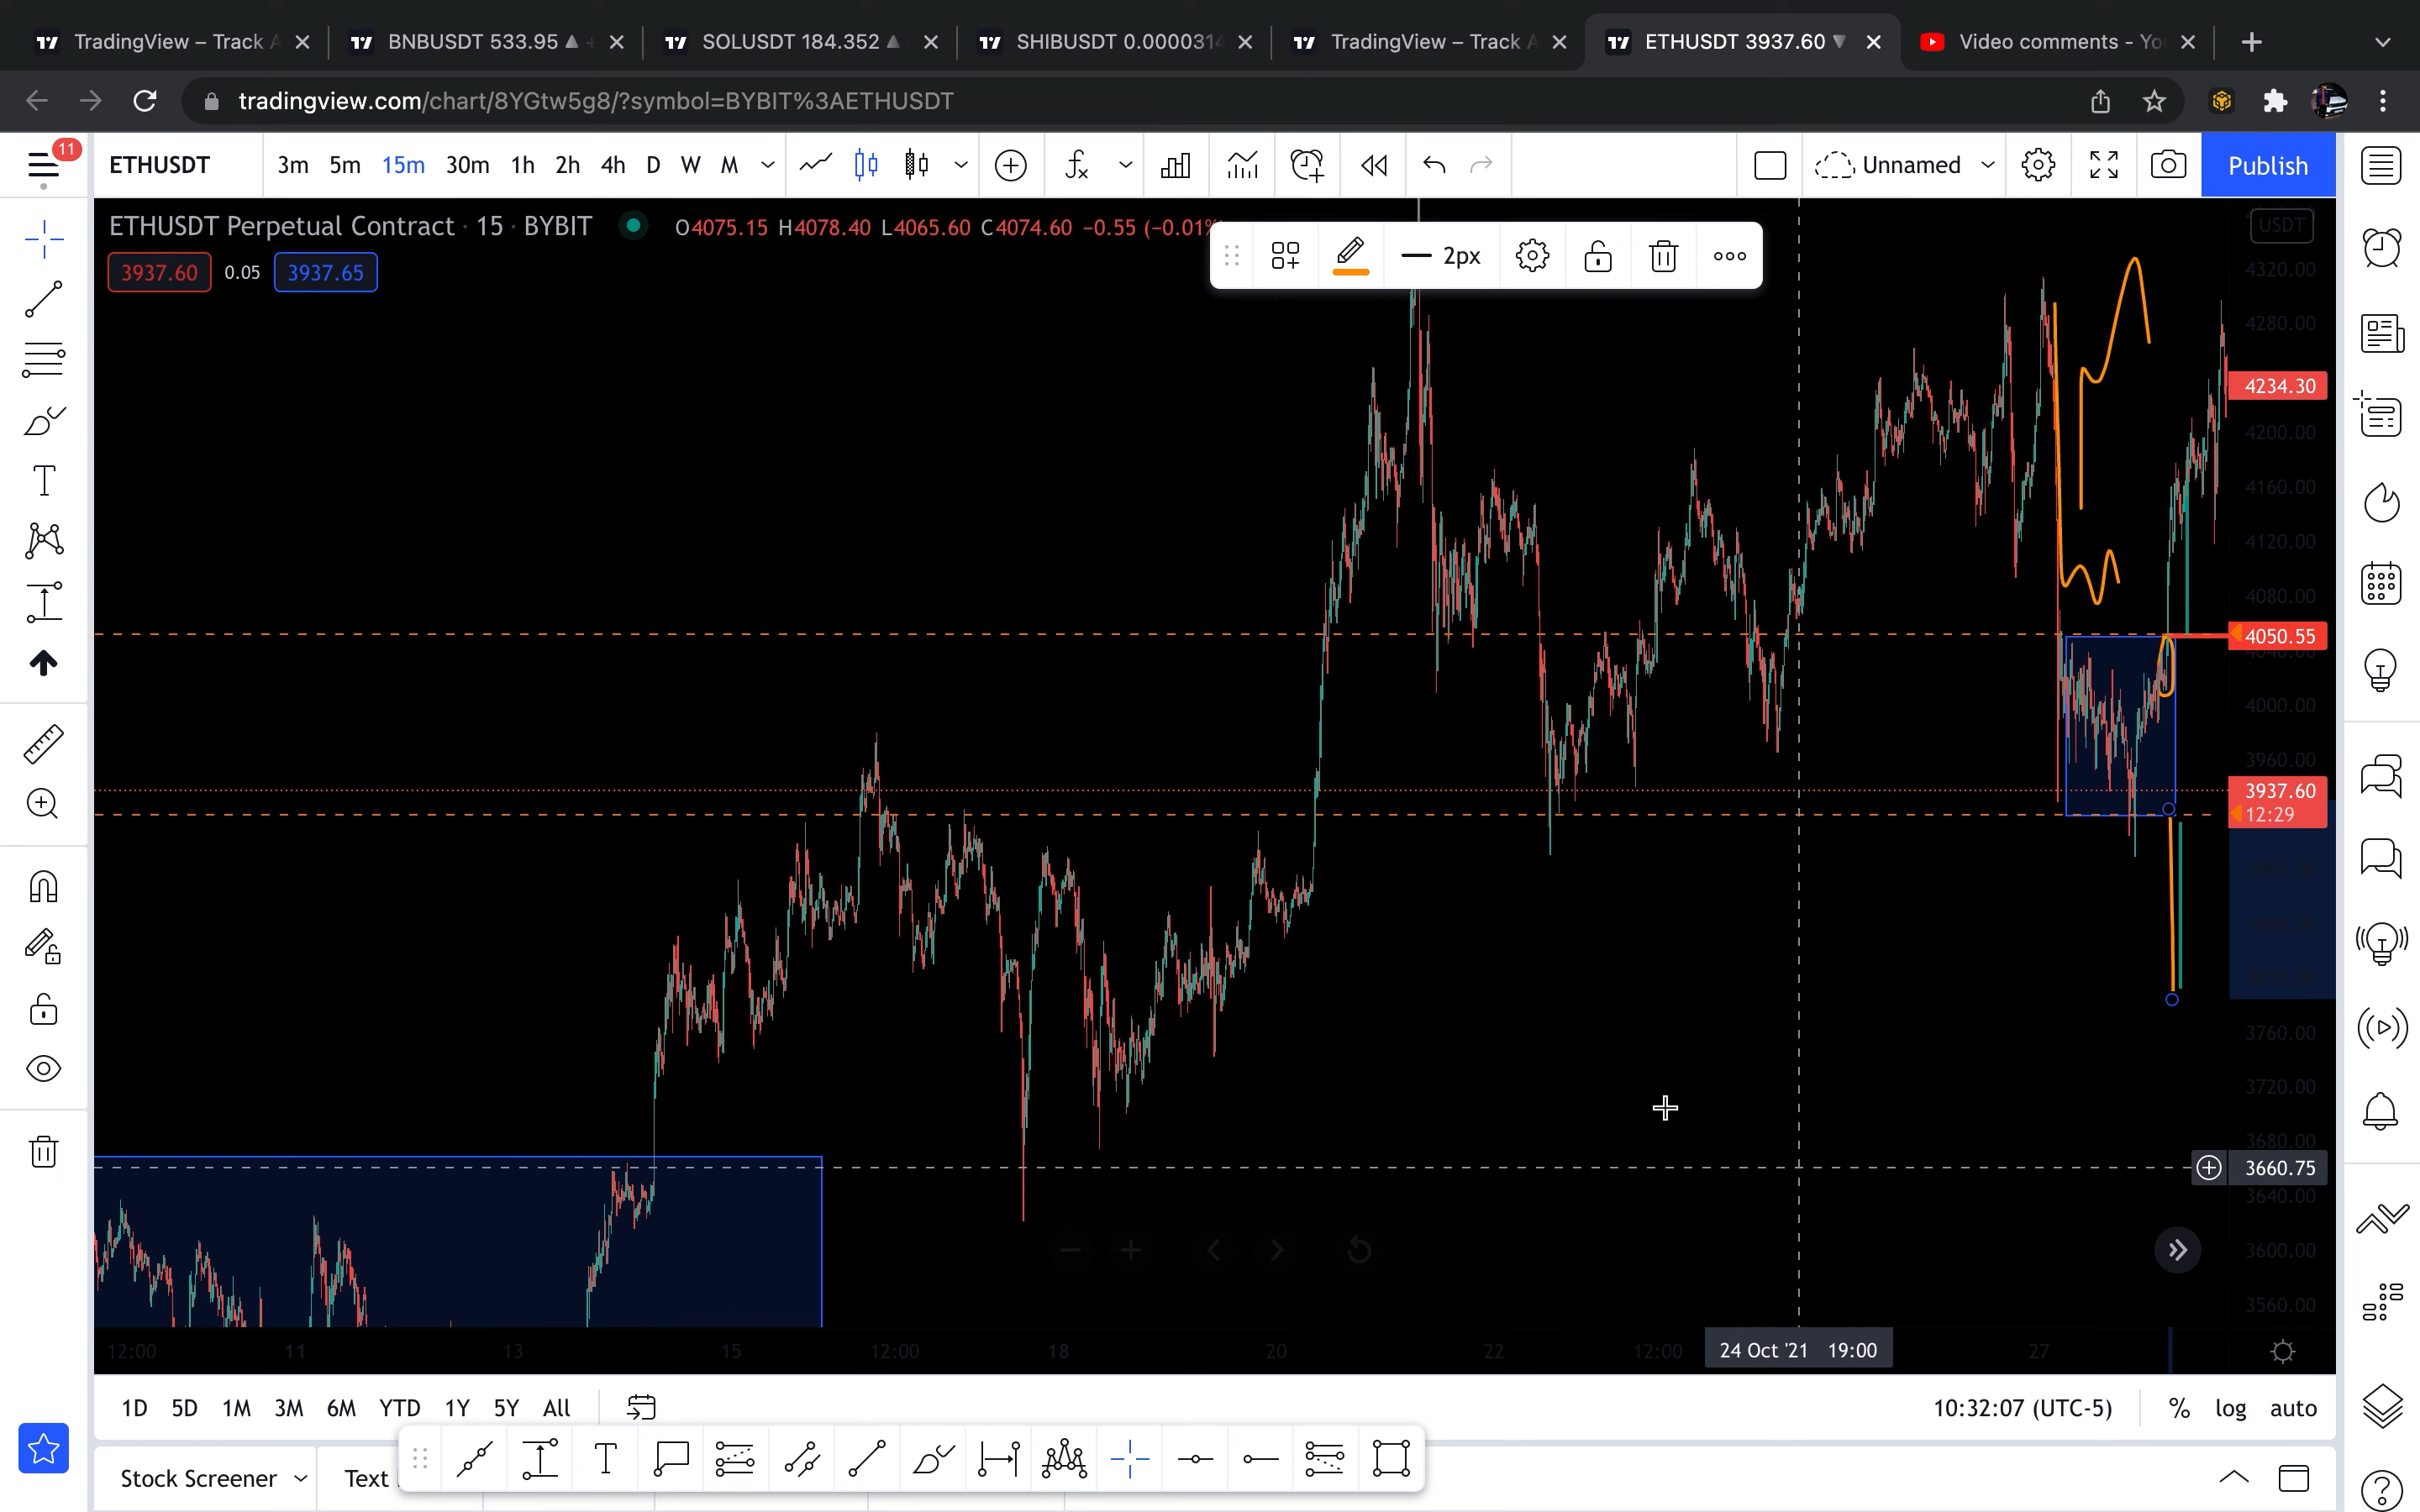 TradingView – Track A
BNBUSDT 533.95
SOLUSDT 184.352
SHIBUSDT 0.0000314
TradingView – Track A
ETHUSDT 3937.60
Video comments - Yo
tradingview.com/chart/8YGtw5g8/?symbol=BYBIT%3AETHUSDT
11
ETHUSDT
3m 5m 15m 30m 1h 2h 4h D W M
Unnamed
Publish
ETHUSDT Perpetual Contract · 15 · BYBIT
O4075.15 H4078.40 L4065.60 C4074.60 −0.55 (−0.01%
USDT
3937.60 0.05 3937.65
2px
4320.00
4280.00
4234.30
4200.00
4160.00
4120.00
4080.00
4050.55
4040.00
4000.00
3960.00
3937.60
12:29
3760.00
3720.00
3680.00
3660.75
3640.00
3600.00
3560.00
12:00 11 13 15 12:00 18 20 22 12:00 24 Oct '21 19:00 27
1D 5D 1M 3M 6M YTD 1Y 5Y All
10:32:07 (UTC-5)
% log auto
Stock Screener
Text